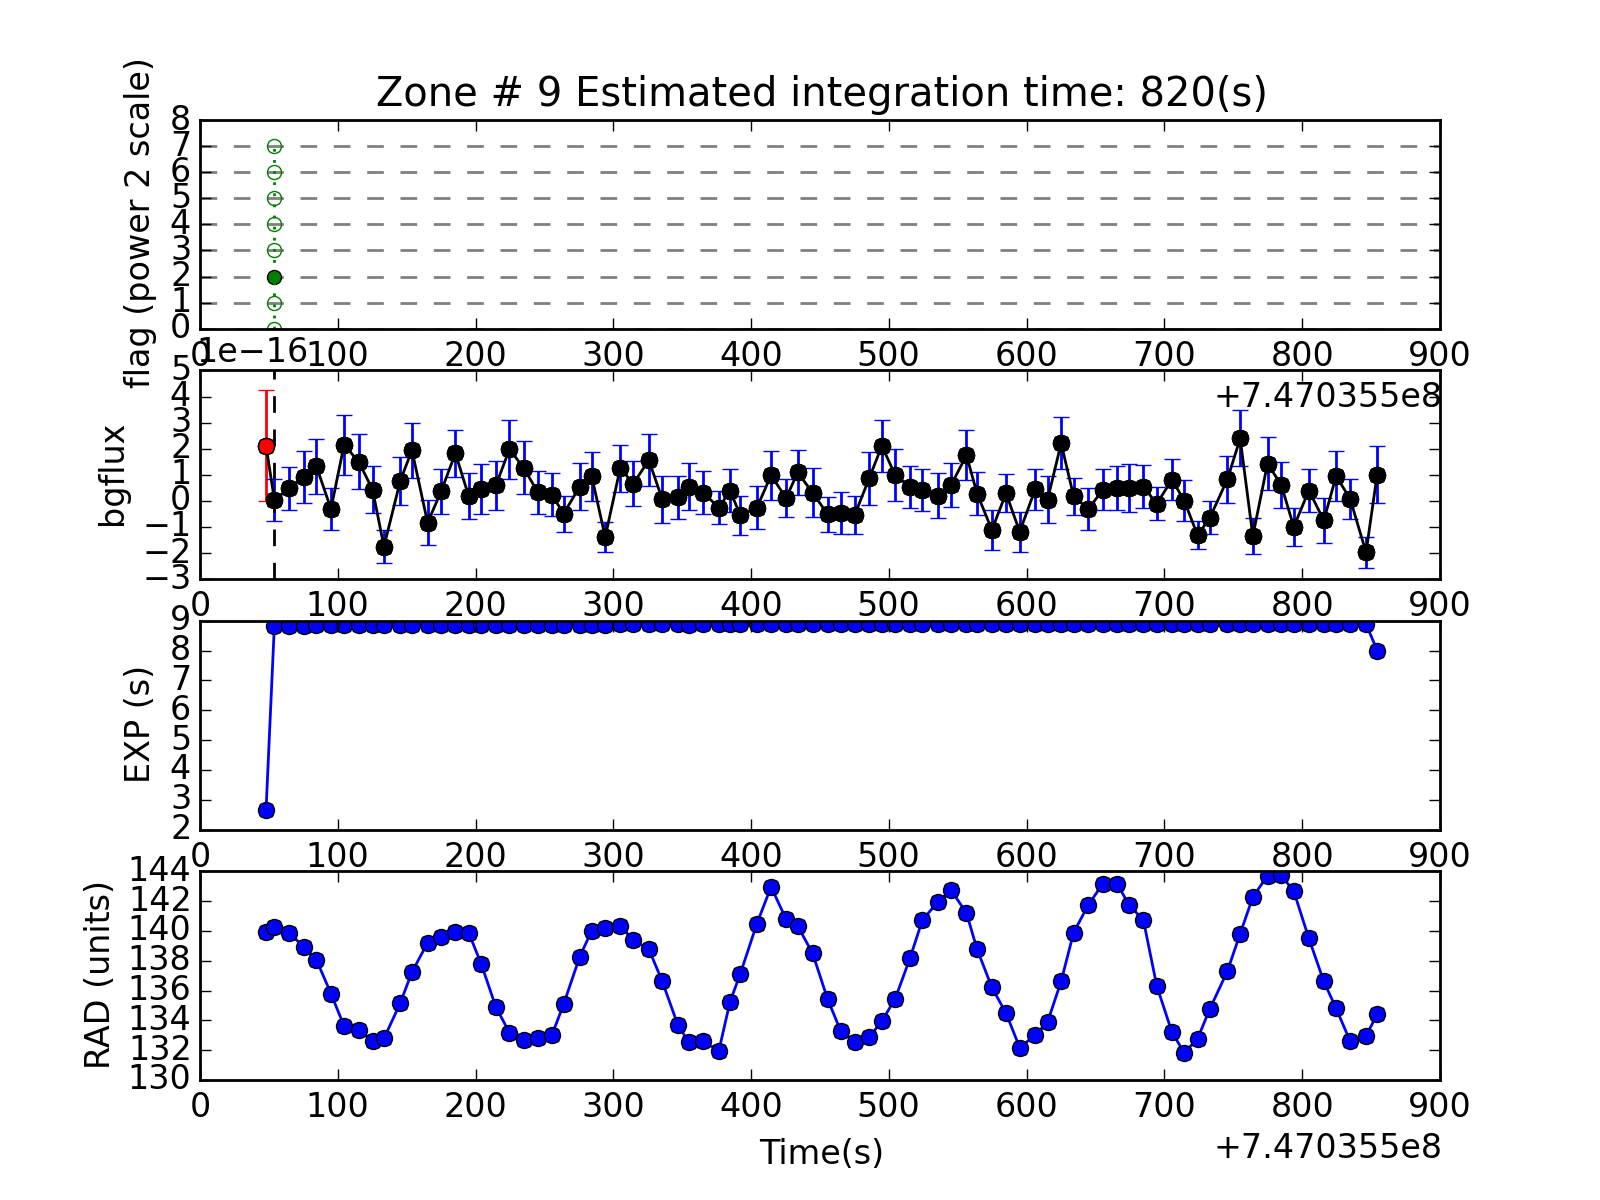 Zone # 9 Estimated integration time: 820(s)
flag (power 2 scale)
8
7
6
5
4
3
2
1
0
0 100 200 300 400 500 600 700 800 900
1e−16
+7.470355e8
bgflux
5
4
3
2
1
0
−1
−2
−3
0 100 200 300 400 500 600 700 800 900
EXP (s)
9
8
7
6
5
4
3
2
0 100 200 300 400 500 600 700 800 900
RAD (units)
144
142
140
138
136
134
132
130
0 100 200 300 400 500 600 700 800 900
Time(s)
+7.470355e8